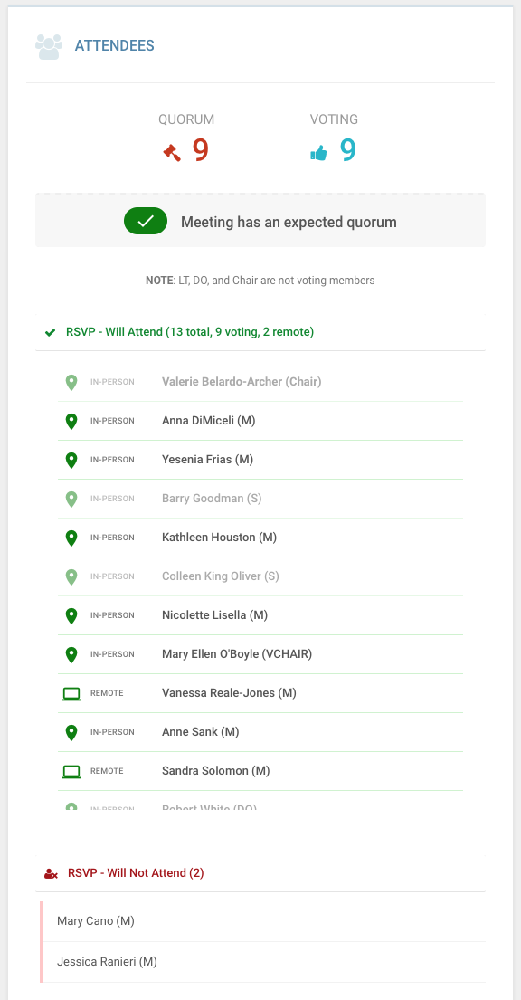 ATTENDEES
QUORUM VOTING
9 9
Meeting has an expected quorum
NOTE: LT, DO, and Chair are not voting members
RSVP - Will Attend (13 total, 9 voting, 2 remote)
IN-PERSON Valerie Belardo-Archer (Chair)
IN-PERSON Anna DiMiceli (M)
IN-PERSON Yesenia Frias (M)
IN-PERSON Barry Goodman (S)
IN-PERSON Kathleen Houston (M)
IN-PERSON Colleen King Oliver (S)
IN-PERSON Nicolette Lisella (M)
IN-PERSON Mary Ellen O'Boyle (VCHAIR)
REMOTE Vanessa Reale-Jones (M)
IN-PERSON Anne Sank (M)
REMOTE Sandra Solomon (M)
IN-PERSON Robert White (DO)
RSVP - Will Not Attend (2)
Mary Cano (M)
Jessica Ranieri (M)